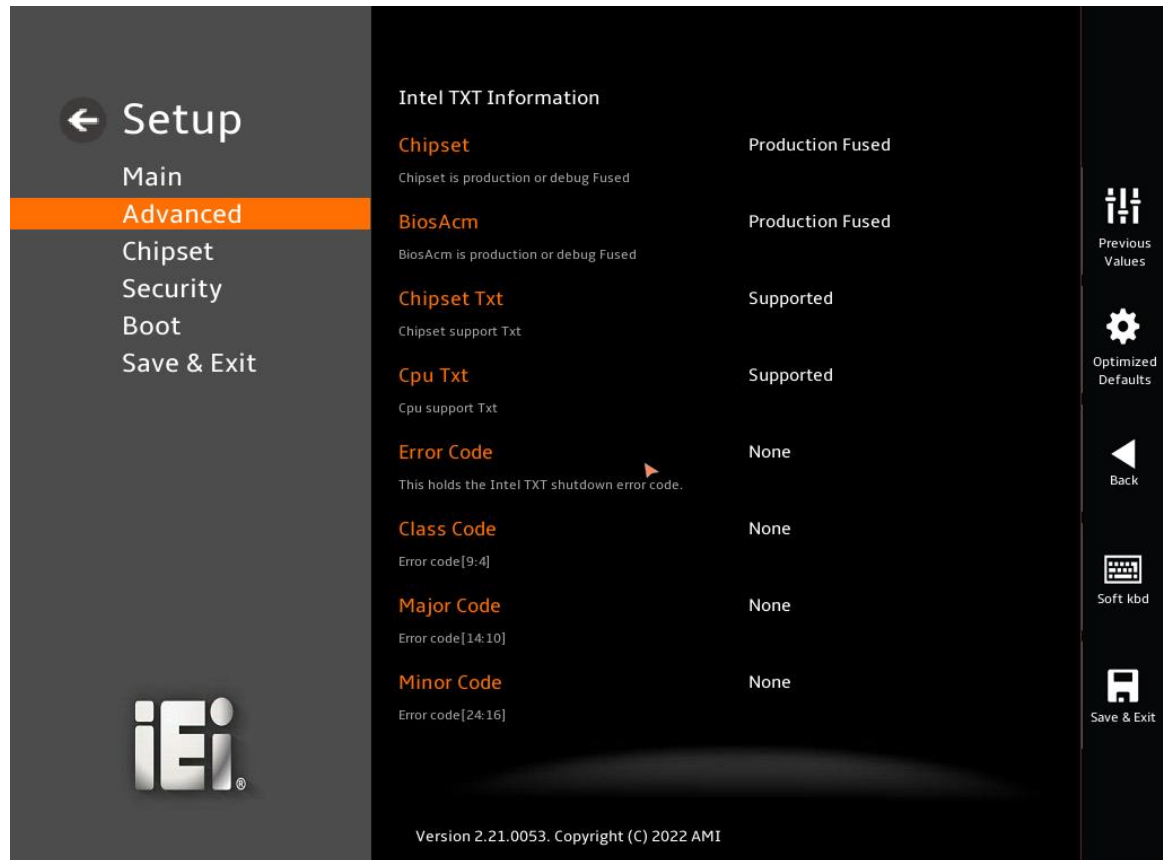 Setup
Main
Advanced
Chipset
Security
Boot
Save & Exit
iEi®
Intel TXT Information
Chipset Production Fused
Chipset is production or debug Fused
BiosAcm Production Fused
BiosAcm is production or debug Fused
Chipset Txt Supported
Chipset support Txt
Cpu Txt Supported
Cpu support Txt
Error Code None
This holds the Intel TXT shutdown error code.
Class Code None
Error code[9:4]
Major Code None
Error code[14:10]
Minor Code None
Error code[24:16]
Version 2.21.0053. Copyright (C) 2022 AMI
Previous
Values
Optimized
Defaults
Back
Soft kbd
Save & Exit